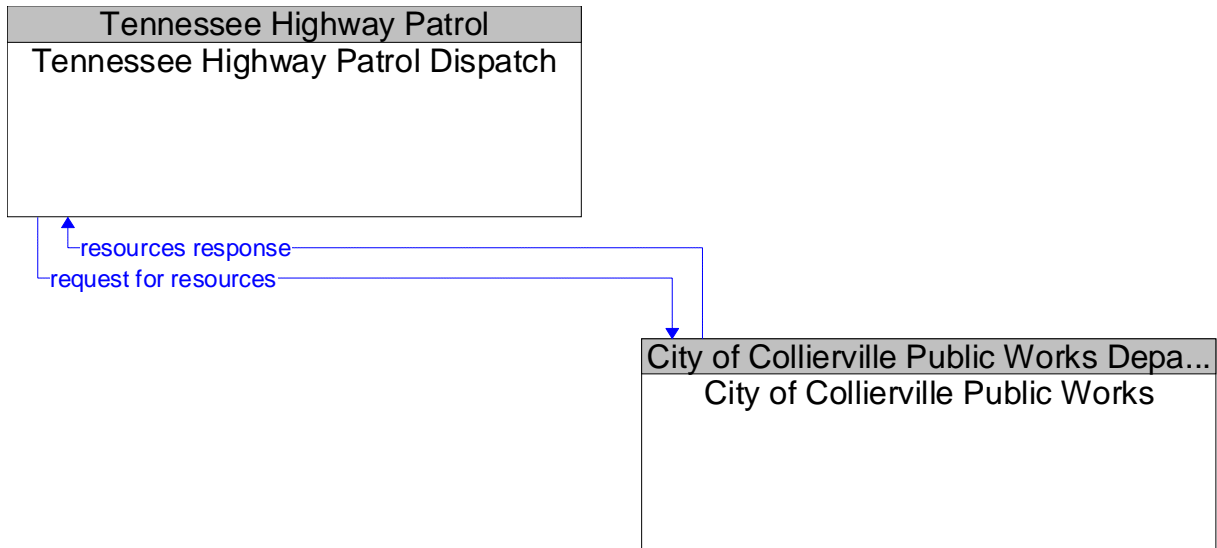 Tennessee Highway Patrol
Tennessee Highway Patrol Dispatch
resources response
request for resources
City of Collierville Public Works Depa...
City of Collierville Public Works